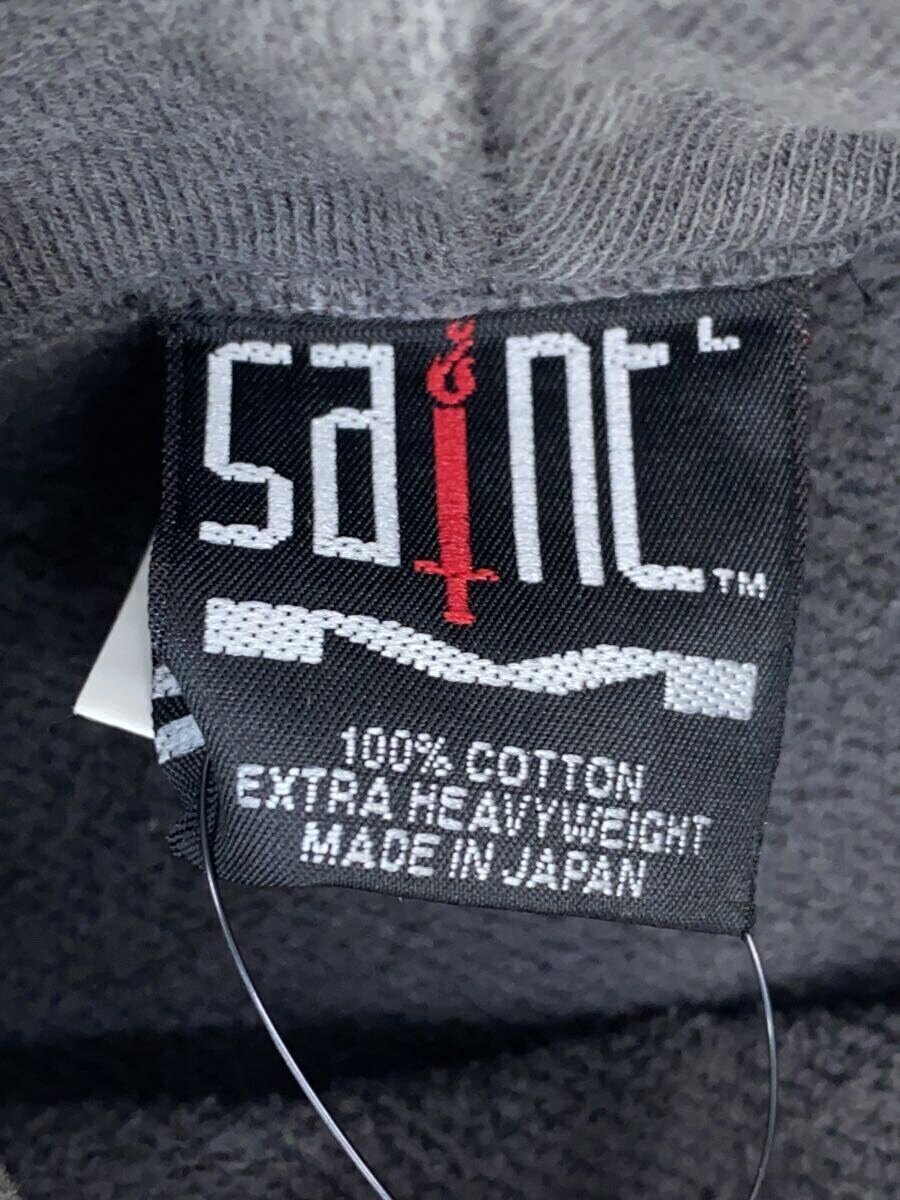 saint L
™
100% COTTON
EXTRA HEAVYWEIGHT
MADE IN JAPAN